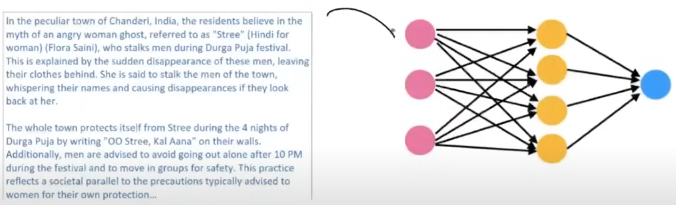 In the peculiar town of Chanderi, India, the residents believe in the
myth of an angry woman ghost, referred to as "Stree" (Hindi for
woman) (Flora Saini), who stalks men during Durga Puja festival.
This is explained by the sudden disappearance of these men, leaving
their clothes behind. She is said to stalk the men of the town,
whispering their names and causing disappearances if they look
back at her.
The whole town protects itself from Stree during the 4 nights of
Durga Puja by writing "OO Stree, Kal Aana" on their walls.
Additionally, men are advised to avoid going out alone after 10 PM
during the festival and to move in groups for safety. This practice
reflects a societal parallel to the precautions typically advised to
women for their own protection...